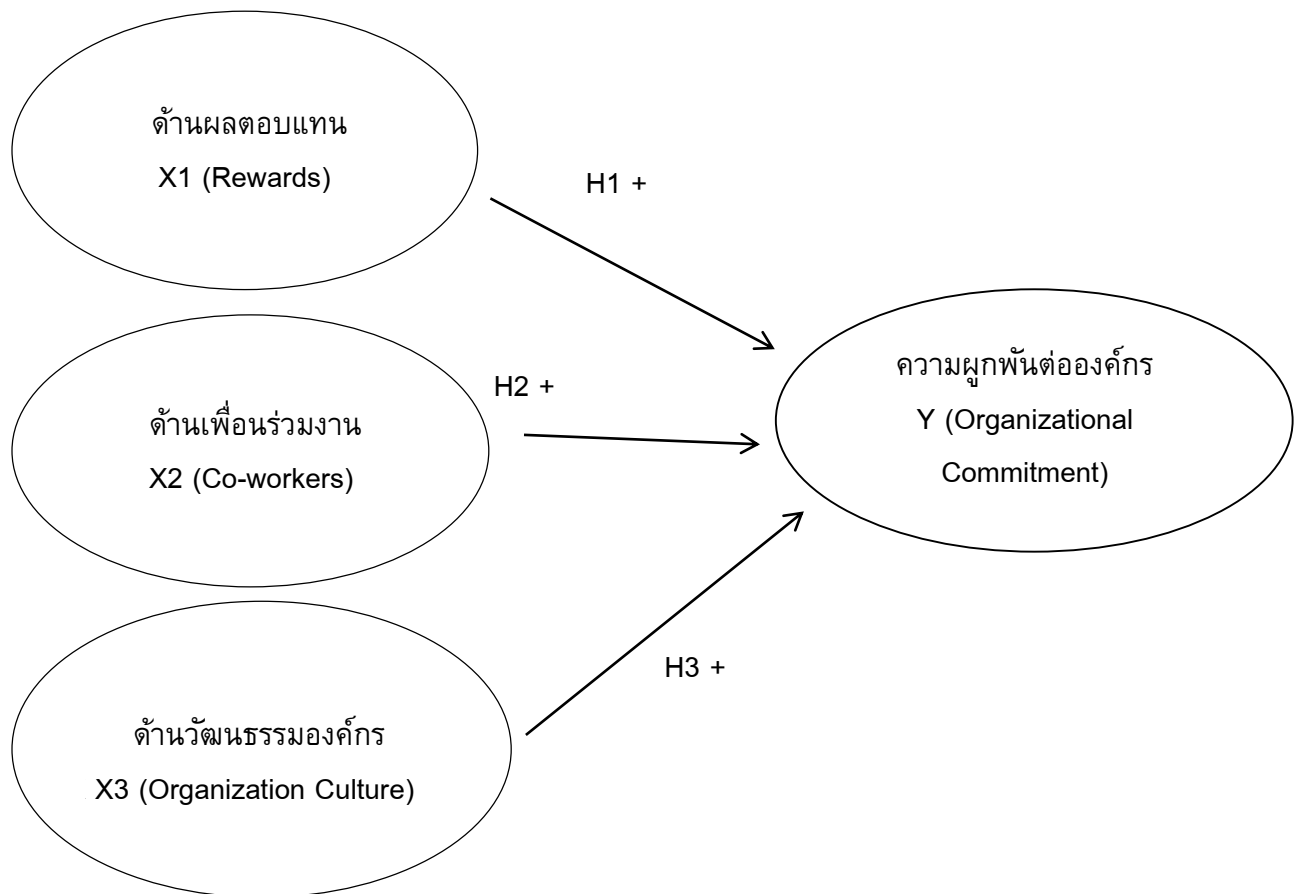 ด้านผลตอบแทน
X1 (Rewards)
H1 +
ด้านเพื่อนร่วมงาน
X2 (Co-workers)
H2 +
ความผูกพันต่อองค์กร
Y (Organizational
Commitment)
ด้านวัฒนธรรมองค์กร
X3 (Organization Culture)
H3 +